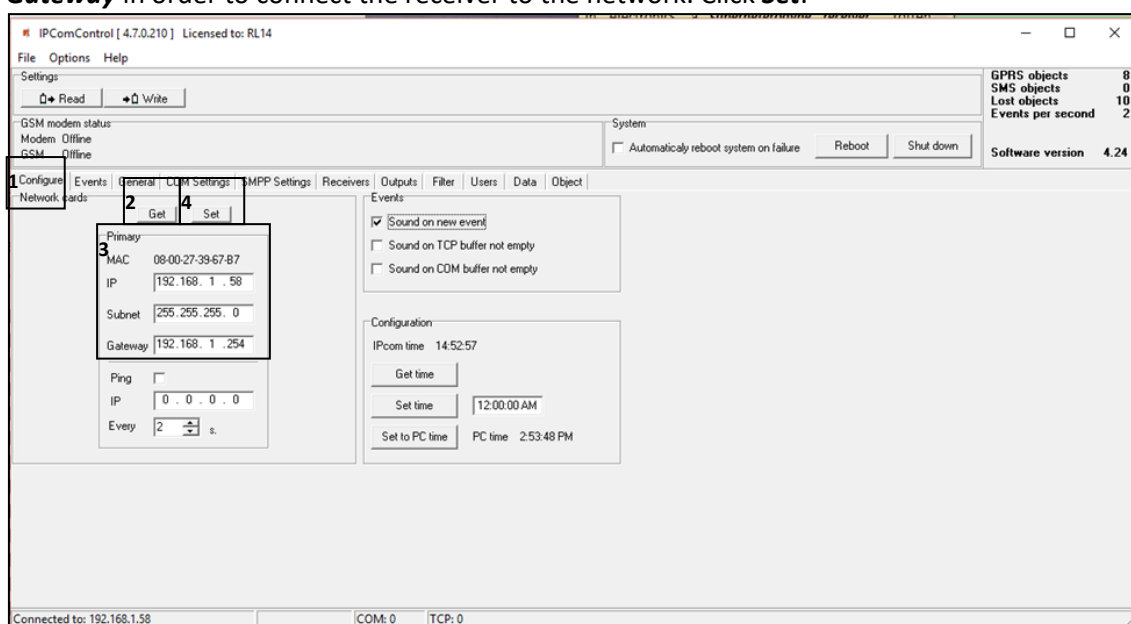 Gateway in order to connect the receiver to the network. Click Set.
IPComControl [ 4.7.0.210 ] Licensed to: RL14
File Options Help
Settings
Read Write
GPRS objects 8
SMS objects 0
Lost objects 10
Events per second 2
Software version 4.24
GSM modem status
Modem Offline
GSM Offline
System
Automaticaly reboot system on failure Reboot Shut down
1 Configure Events General COM Settings SMPP Settings Receivers Outputs Filter Users Data Object
Network cards
2 Get 4 Set
3 Primary
MAC 08-00-27-39-67-B7
IP 192.168. 1 . 58
Subnet 255.255.255. 0
Gateway 192.168. 1 .254
Ping
IP 0 . 0 . 0 . 0
Every 2 s.
Events
Sound on new event
Sound on TCP buffer not empty
Sound on COM buffer not empty
Configuration
IPcom time 14:52:57
Get time
Set time 12:00:00 AM
Set to PC time PC time 2:53:48 PM
Connected to: 192.168.1.58 COM: 0 TCP: 0